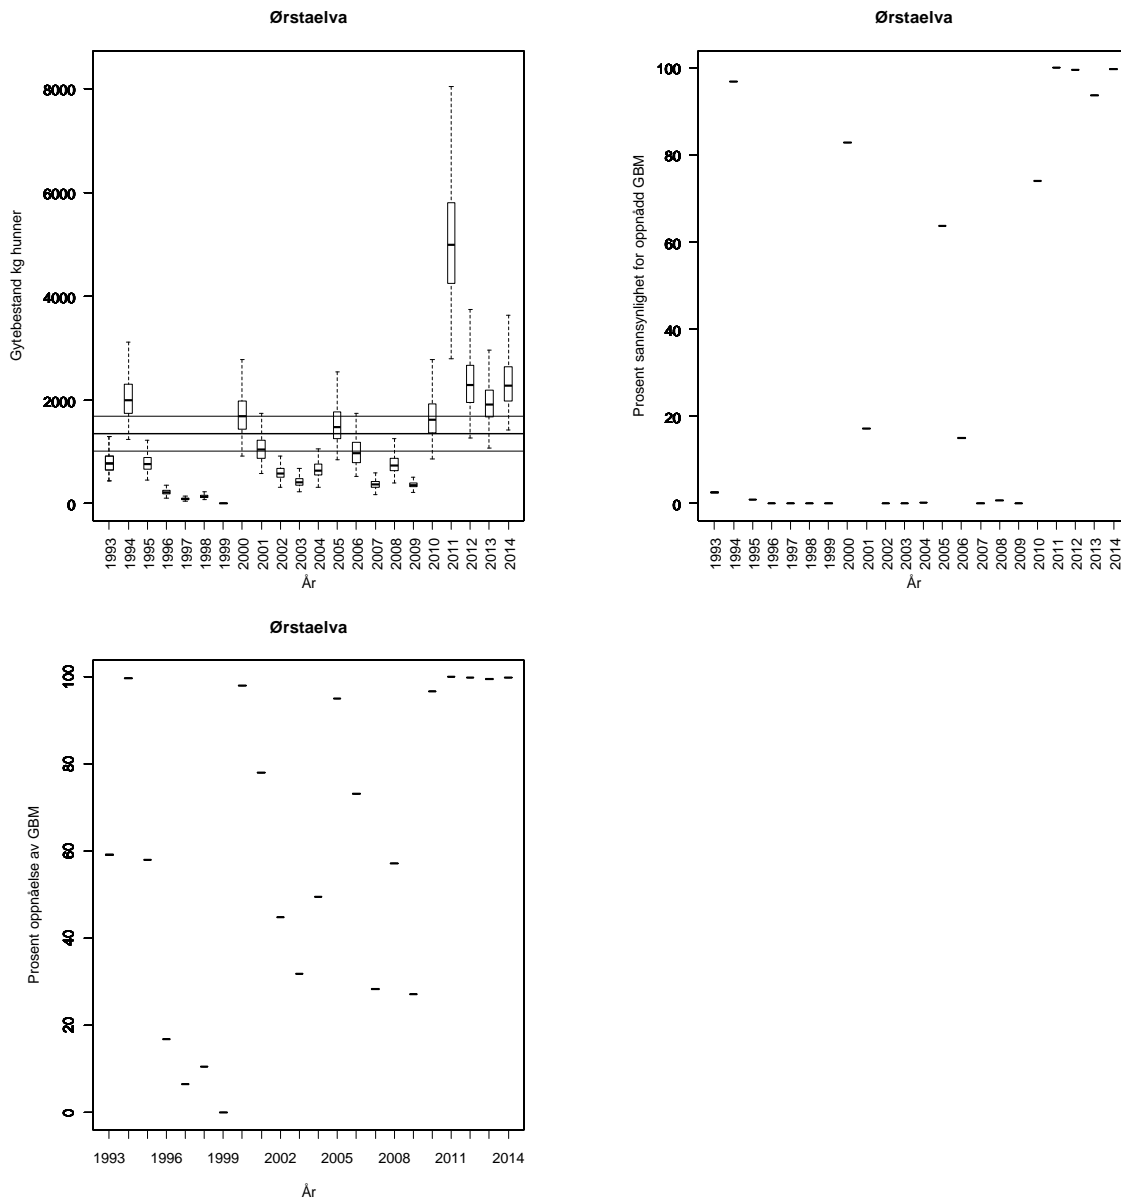 Ørstaelva
Gytebestand kg hunner
8000
6000
4000
2000
0
1993 1994 1995 1996 1997 1998 1999 2000 2001 2002 2003 2004 2005 2006 2007 2008 2009 2010 2011 2012 2013 2014
År
Ørstaelva
Prosent sannsynlighet for oppnådd GBM
100
80
60
40
20
0
1993 1994 1995 1996 1997 1998 1999 2000 2001 2002 2003 2004 2005 2006 2007 2008 2009 2010 2011 2012 2013 2014
År
Ørstaelva
Prosent oppnåelse av GBM
100
80
60
40
20
0
1993 1996 1999 2002 2005 2008 2011 2014
År